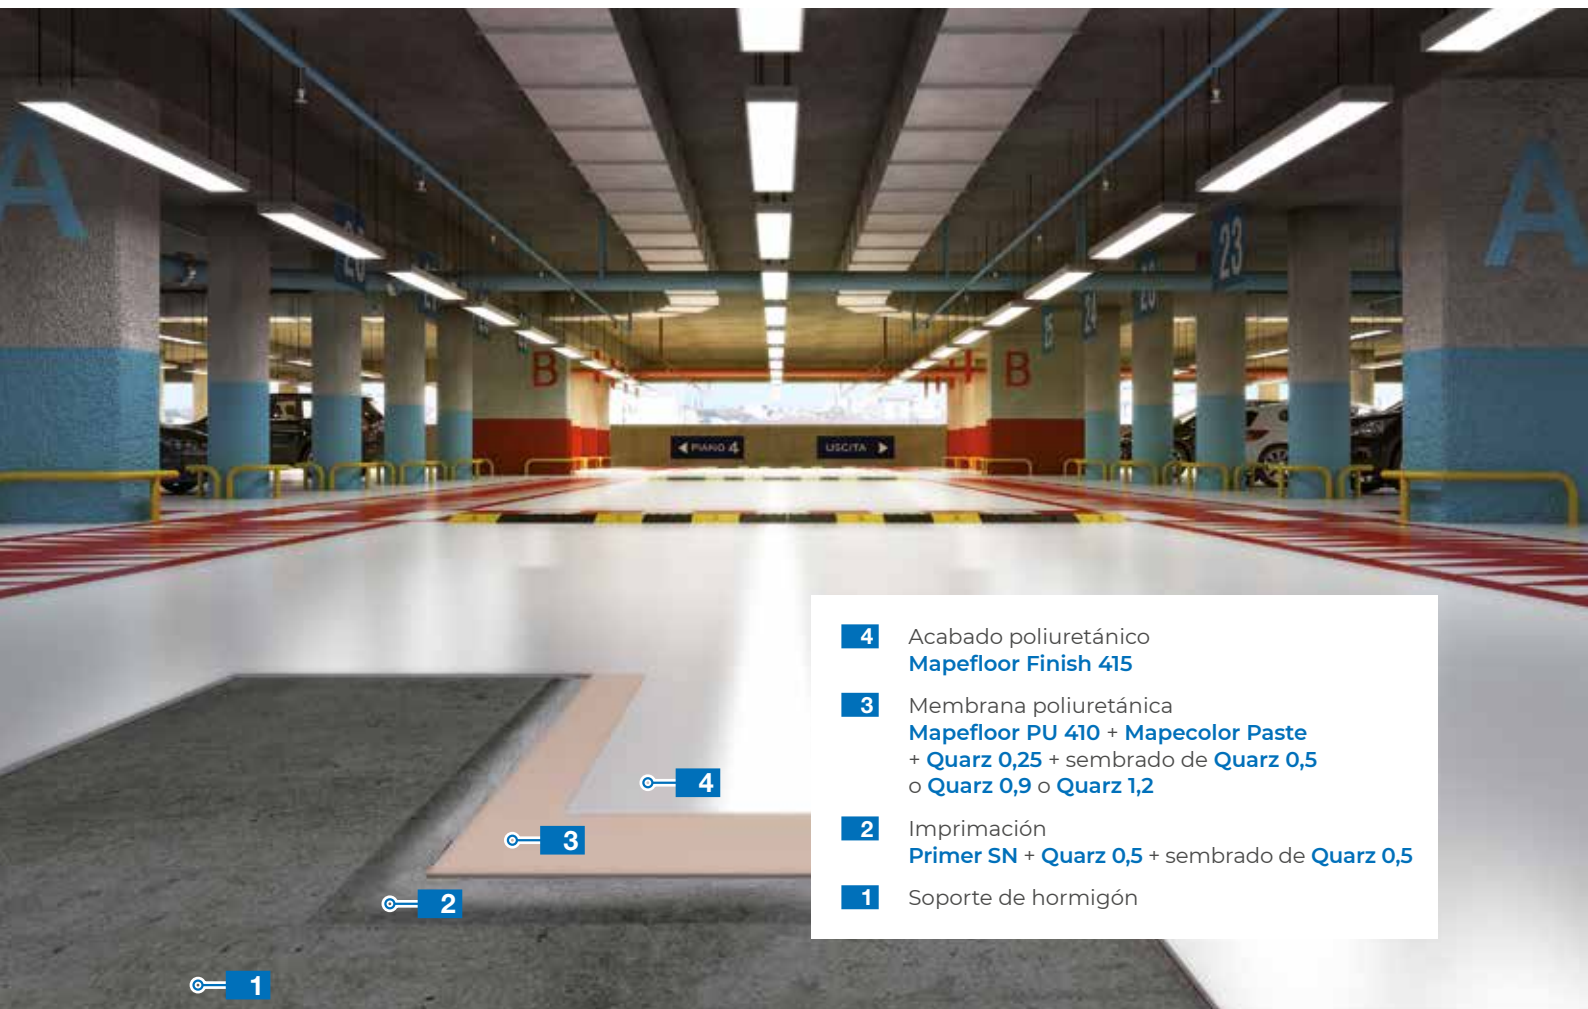 A
A
23
24
25
B
B
PIANO 4
USCITA
4 Acabado poliuretánico
Mapefloor Finish 415
3 Membrana poliuretánica
Mapefloor PU 410 + Mapecolor Paste
+ Quarz 0,25 + sembrado de Quarz 0,5
o Quarz 0,9 o Quarz 1,2
2 Imprimación
Primer SN + Quarz 0,5 + sembrado de Quarz 0,5
1 Soporte de hormigón
4
3
2
1